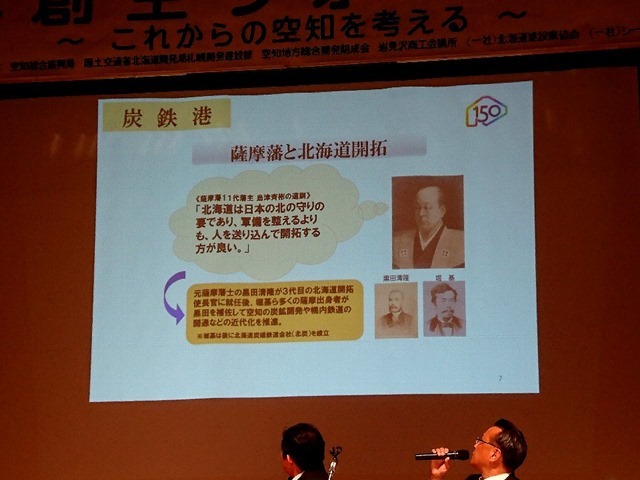 ～ これからの空知を考える ～
空知総合振興局 国土交通省北海道開発局札幌開発建設部 空知地方総合開発期成会 岩見沢商工会議所 (一社)北海道建設業協会 (一社)シー
炭鉄港
150
薩摩藩と北海道開拓
《薩摩藩11代藩主 島津斉彬の遺訓》
「北海道は日本の北の守りの
要であり、軍備を整えるより
も、人を送り込んで開拓する
方が良い。」
黒田清隆 堀 基
元薩摩藩士の黒田清隆が3代目の北海道開拓
使長官に就任後、堀基ら多くの薩摩出身者が
黒田を補佐して空知の炭鉱開発や幌内鉄道の
開通などの近代化を推進。
※堀基は後に北海道炭礦鉄道会社(北炭)を設立
7